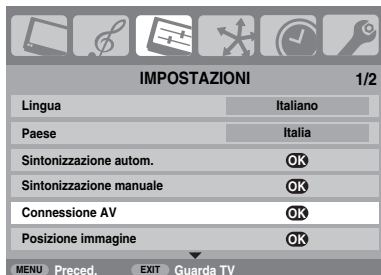 IMPOSTAZIONI 1/2
Lingua Italiano
Paese Italia
Sintonizzazione autom. OK
Sintonizzazione manuale OK
Connessione AV OK
Posizione immagine OK
MENU Preced. EXIT Guarda TV